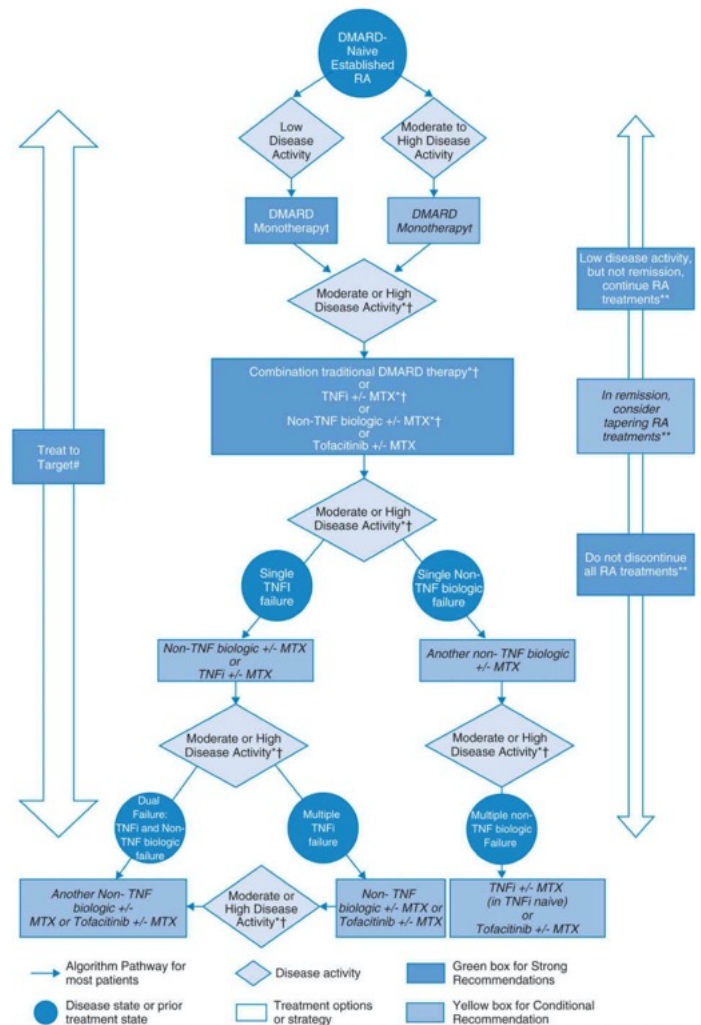 DMARD-
Naive
Established
RA
Low
Disease
Activity
Moderate to
High Disease
Activity
DMARD
Monotherapyt
DMARD
Monotherapyt
Moderate or High
Disease Activity*†
Low disease activity,
but not remission,
continue RA
treatments**
Combination traditional DMARD therapy*†
or
TNFi +/- MTX*†
or
Non-TNF biologic +/- MTX*†
or
Tofacitinib +/- MTX
In remission,
consider
tapering RA
treatments**
Treat to
Target#
Moderate or High
Disease Activity*†
Do not discontinue
all RA treatments**
Single
TNFI
failure
Single Non-
TNF biologic
failure
Non-TNF biologic +/- MTX
or
TNFi +/- MTX
Another non- TNF biologic
+/- MTX
Moderate or High
Disease Activity*†
Moderate or High
Disease Activity*†
Dual
Failure:
TNFi and Non-
TNF biologic
failure
Multiple
TNFi
failure
Multiple non-
TNF biologic
Failure
Another Non- TNF
biologic +/-
MTX or Tofacitinib +/- MTX
Moderate or
High Disease
Activity*†
Non- TNF
biologic +/- MTX or
Tofacitinib +/- MTX
TNFi +/- MTX
(in TNFi naive)
or
Tofacitinib +/- MTX
Algorithm Pathway for
most patients
Disease activity
Green box for Strong
Recommendations
Disease state or prior
treatment state
Treatment options
or strategy
Yellow box for Conditional
Recommendation